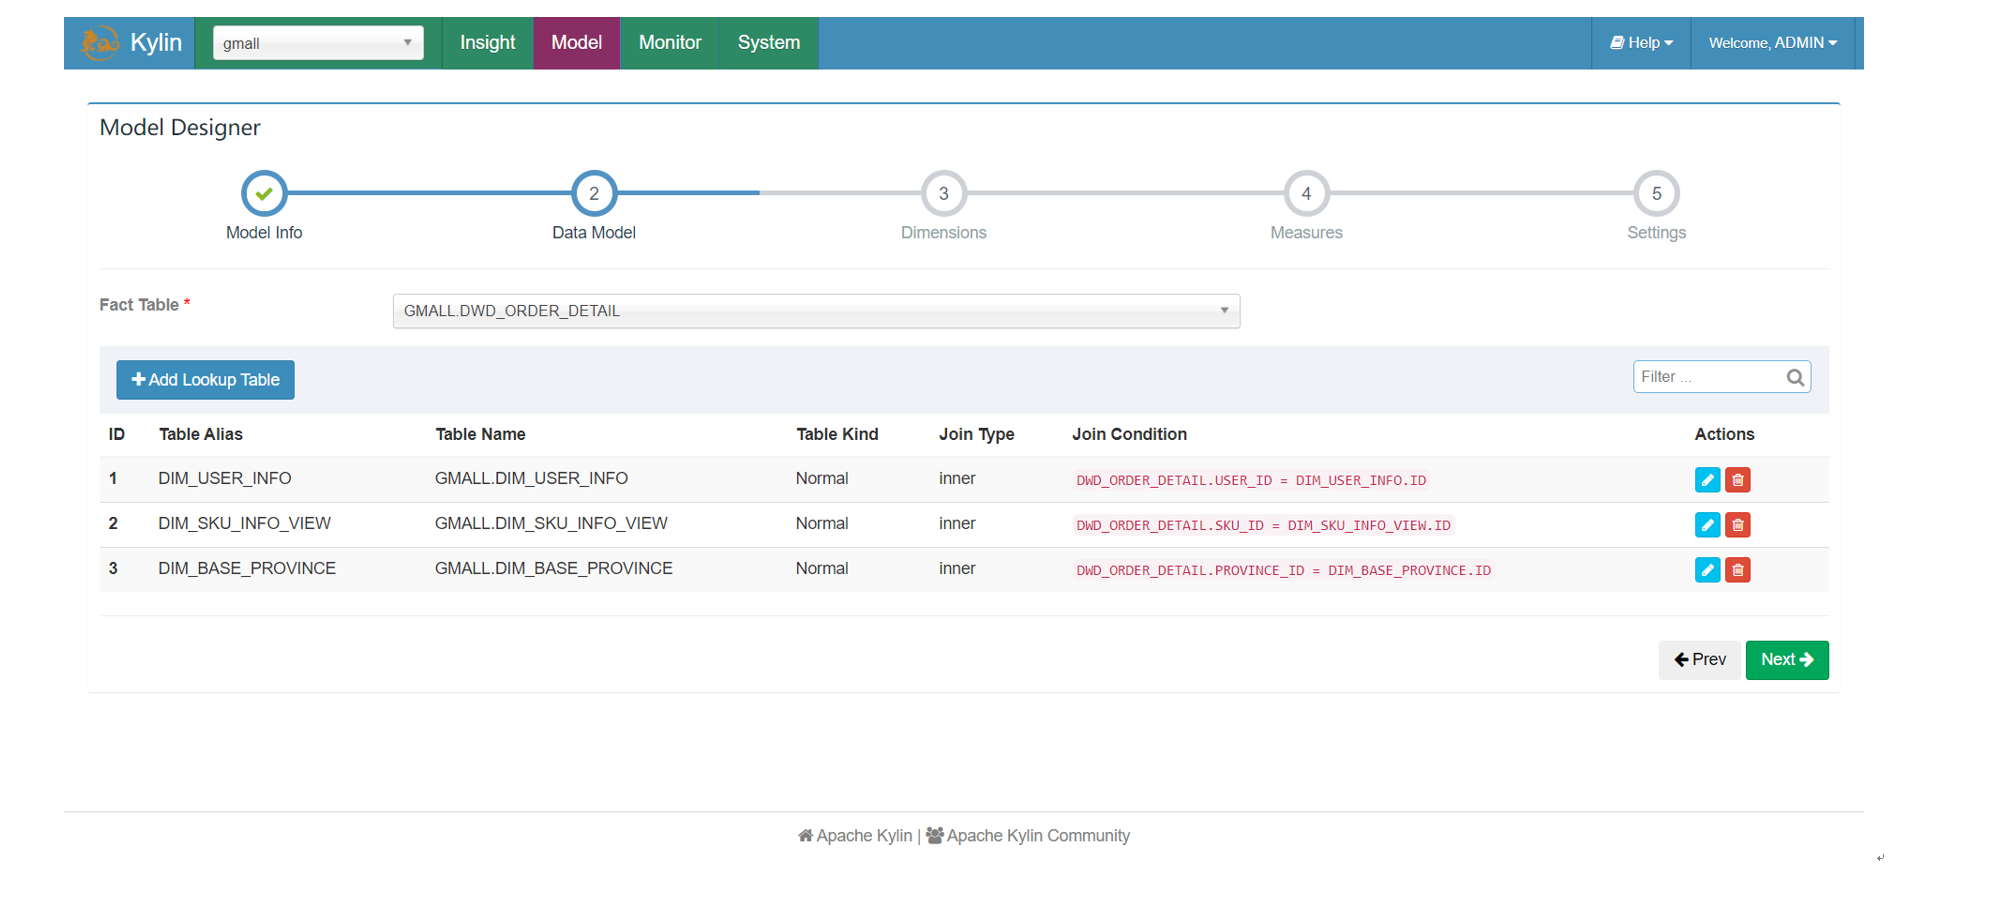 Kylin gmall Insight Model Monitor System Help Welcome, ADMIN
Model Designer
2 3 4 5
Model Info Data Model Dimensions Measures Settings
Fact Table * GMALL.DWD_ORDER_DETAIL
Add Lookup Table Filter ...
ID Table Alias Table Name Table Kind Join Type Join Condition Actions
1 DIM_USER_INFO GMALL.DIM_USER_INFO Normal inner DWD_ORDER_DETAIL.USER_ID = DIM_USER_INFO.ID
2 DIM_SKU_INFO_VIEW GMALL.DIM_SKU_INFO_VIEW Normal inner DWD_ORDER_DETAIL.SKU_ID = DIM_SKU_INFO_VIEW.ID
3 DIM_BASE_PROVINCE GMALL.DIM_BASE_PROVINCE Normal inner DWD_ORDER_DETAIL.PROVINCE_ID = DIM_BASE_PROVINCE.ID
Prev Next
Apache Kylin | Apache Kylin Community